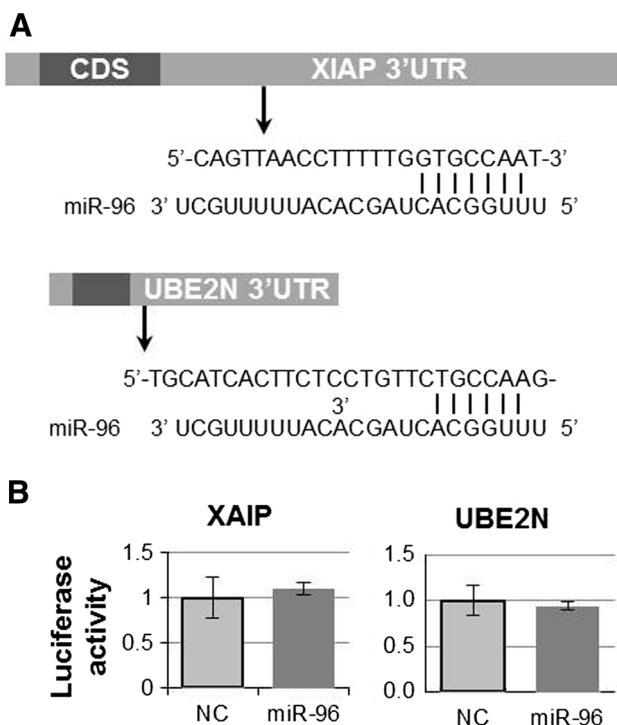 A
CDS XIAP 3'UTR
5'-CAGTTAACCTTTTTGGTGCCAAT-3'
miR-96 3' UCGUUUUUACACGAUCACGGUUU 5'
UBE2N 3'UTR
5'-TGCATCACTTCTCCTGTTCTGCCAAG-
3'
miR-96 3' UCGUUUUUACACGAUCACGGUUU 5'
B
XAIP UBE2N
Luciferase
activity
1.5
1
0.5
0
NC miR-96
1.5
1.0
0.5
0.0
NC miR-96